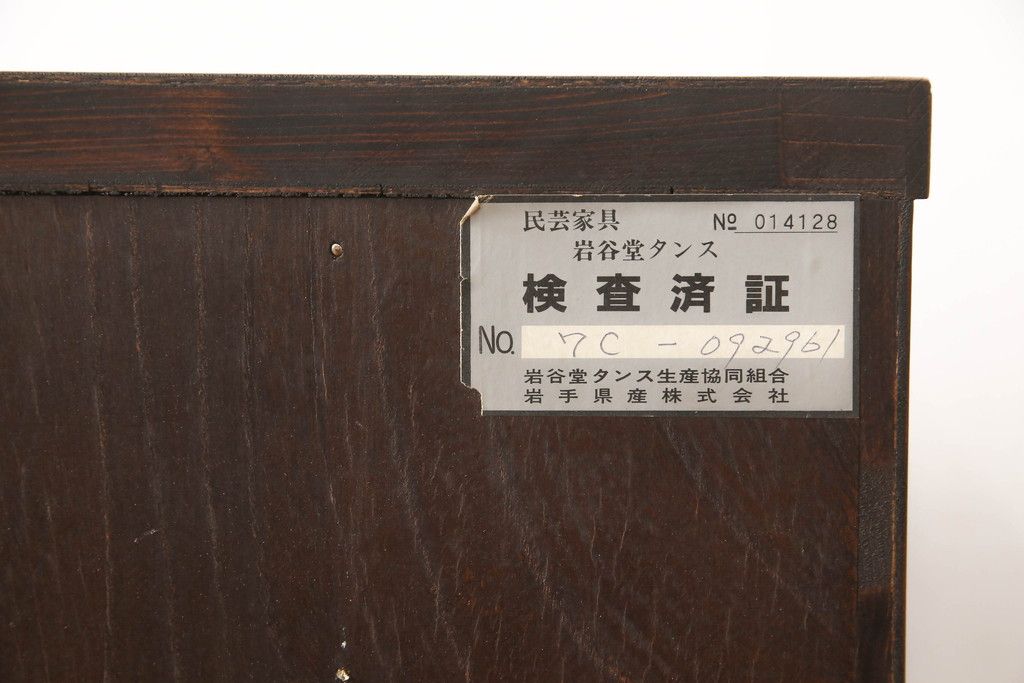 民芸家具 № 014128
岩谷堂タンス
検査済証
No. 7C - 092961
岩谷堂タンス生産協同組合
岩手県産株式会社